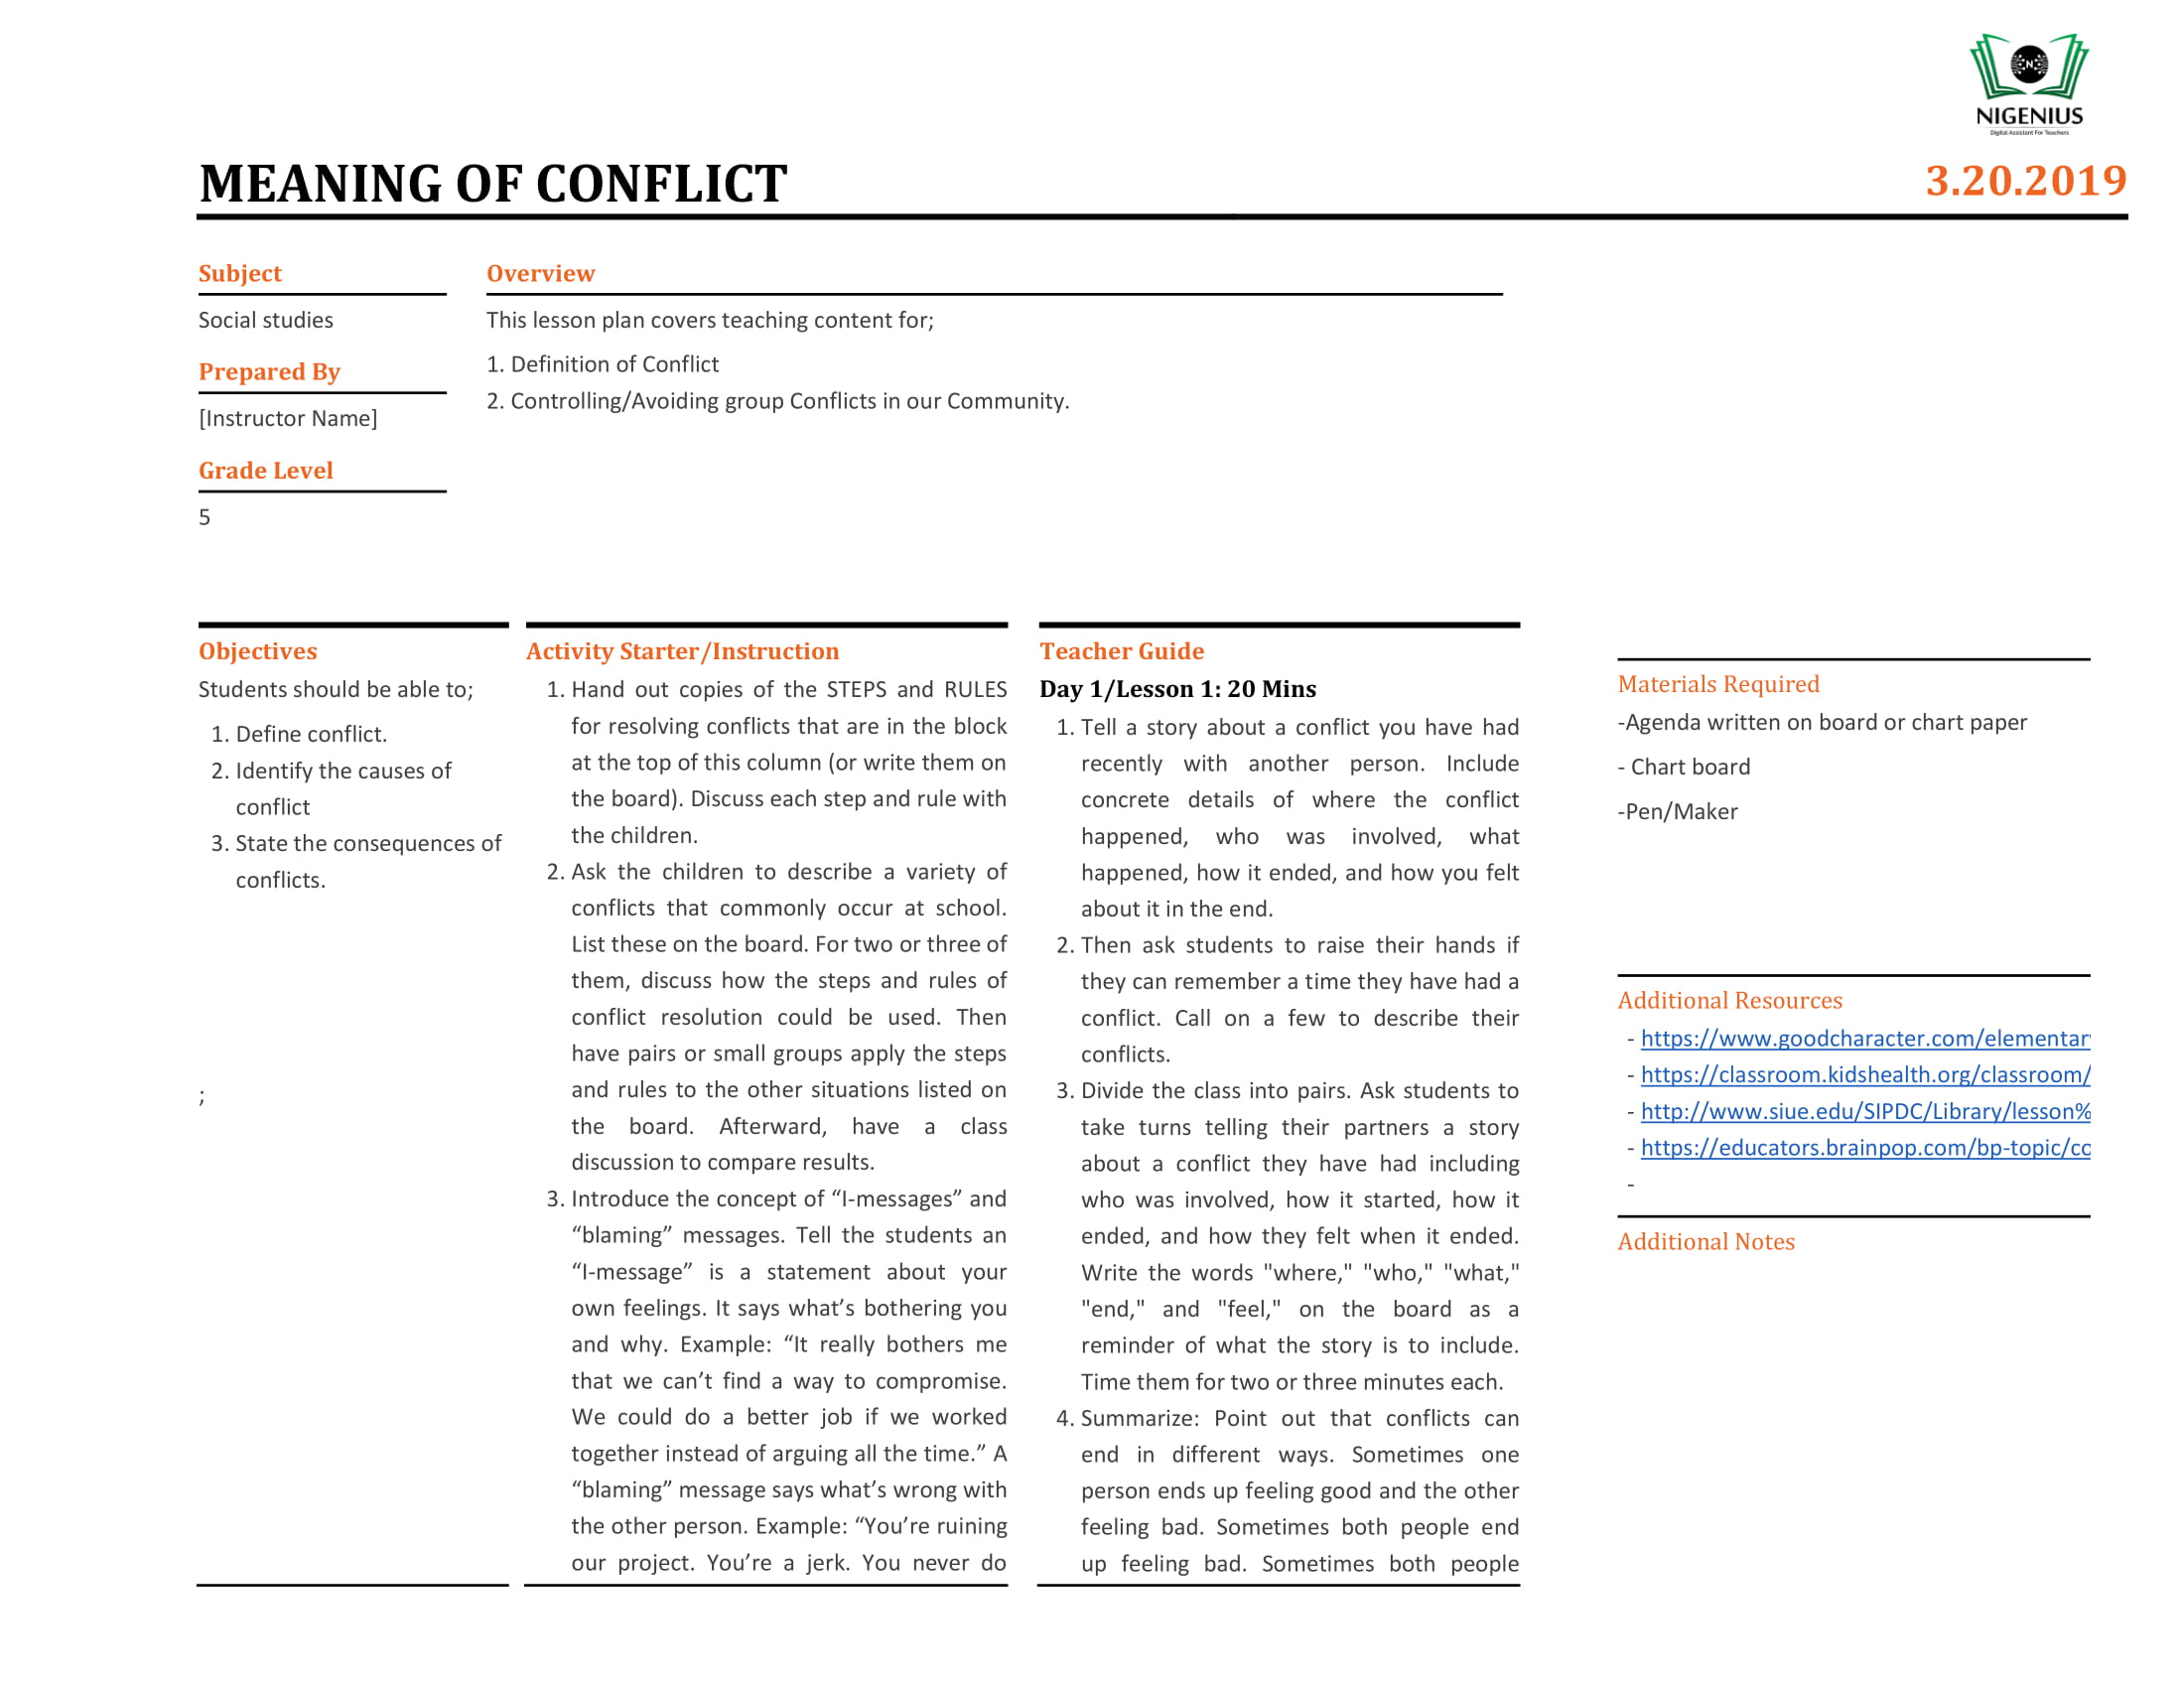 NIGENIUS
Digital Assistant For Teachers
MEANING OF CONFLICT
3.20.2019
Subject
Social studies
Prepared By
[Instructor Name]
Grade Level
5
Overview
This lesson plan covers teaching content for;
1. Definition of Conflict
2. Controlling/Avoiding group Conflicts in our Community.
Objectives
Students should be able to;
1. Define conflict.
2. Identify the causes of
conflict
3. State the consequences of
conflicts.
;
Activity Starter/Instruction
1. Hand out copies of the STEPS and RULES
for resolving conflicts that are in the block
at the top of this column (or write them on
the board). Discuss each step and rule with
the children.
2. Ask the children to describe a variety of
conflicts that commonly occur at school.
List these on the board. For two or three of
them, discuss how the steps and rules of
conflict resolution could be used. Then
have pairs or small groups apply the steps
and rules to the other situations listed on
the board. Afterward, have a class
discussion to compare results.
3. Introduce the concept of “I-messages” and
“blaming” messages. Tell the students an
“I-message” is a statement about your
own feelings. It says what’s bothering you
and why. Example: “It really bothers me
that we can’t find a way to compromise.
We could do a better job if we worked
together instead of arguing all the time.” A
“blaming” message says what’s wrong with
the other person. Example: “You’re ruining
our project. You’re a jerk. You never do
Teacher Guide
Day 1/Lesson 1: 20 Mins
1. Tell a story about a conflict you have had
recently with another person. Include
concrete details of where the conflict
happened, who was involved, what
happened, how it ended, and how you felt
about it in the end.
2. Then ask students to raise their hands if
they can remember a time they have had a
conflict. Call on a few to describe their
conflicts.
3. Divide the class into pairs. Ask students to
take turns telling their partners a story
about a conflict they have had including
who was involved, how it started, how it
ended, and how they felt when it ended.
Write the words "where," "who," "what,"
"end," and "feel," on the board as a
reminder of what the story is to include.
Time them for two or three minutes each.
4. Summarize: Point out that conflicts can
end in different ways. Sometimes one
person ends up feeling good and the other
feeling bad. Sometimes both people end
up feeling bad. Sometimes both people
Materials Required
-Agenda written on board or chart paper
- Chart board
-Pen/Maker
Additional Resources
- https://www.goodcharacter.com/elementar
- https://classroom.kidshealth.org/classroom/
- http://www.siue.edu/SIPDC/Library/lesson%
- https://educators.brainpop.com/bp-topic/co
-
Additional Notes